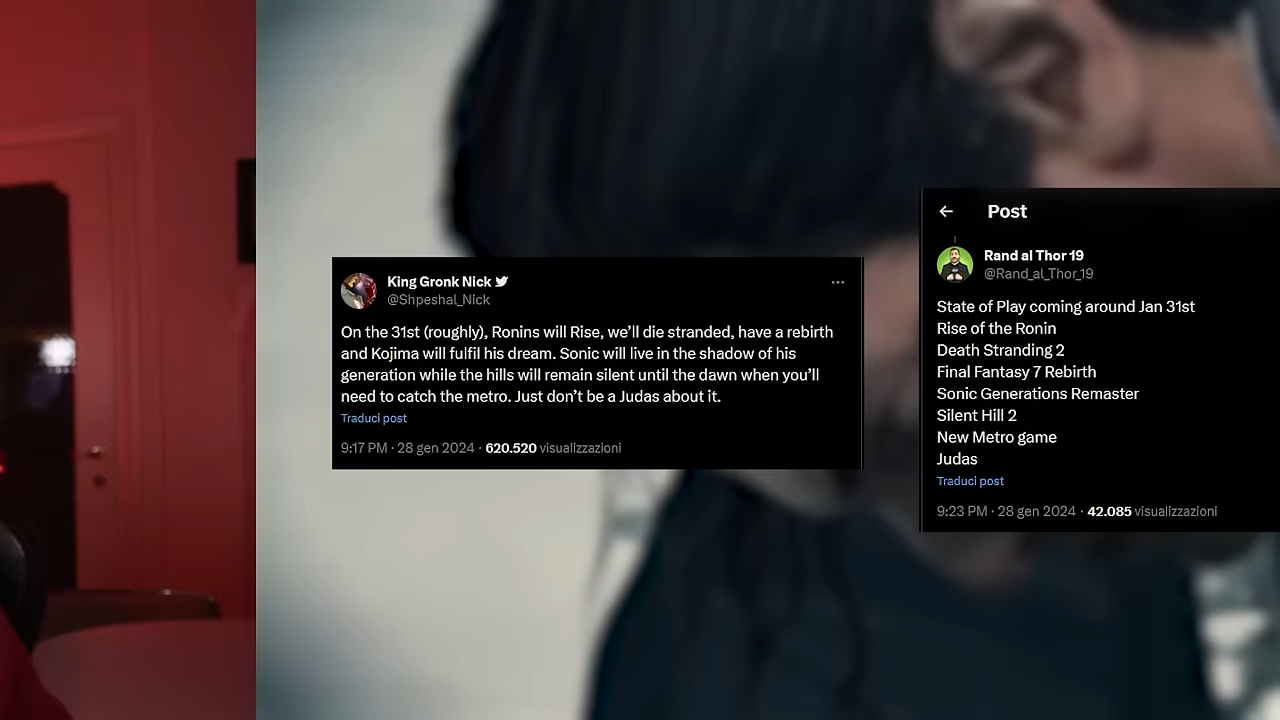 King Gronk Nick
@Shpeshal_Nick
On the 31st (roughly), Ronins will Rise, we’ll die stranded, have a rebirth
and Kojima will fulfil his dream. Sonic will live in the shadow of his
generation while the hills will remain silent until the dawn when you’ll
need to catch the metro. Just don’t be a Judas about it.
Traduci post
9:17 PM · 28 gen 2024 · 620.520 visualizzazioni
Post
Rand al Thor 19
@Rand_al_Thor_19
State of Play coming around Jan 31st
Rise of the Ronin
Death Stranding 2
Final Fantasy 7 Rebirth
Sonic Generations Remaster
Silent Hill 2
New Metro game
Judas
Traduci post
9:23 PM · 28 gen 2024 · 42.085 visualizzazioni